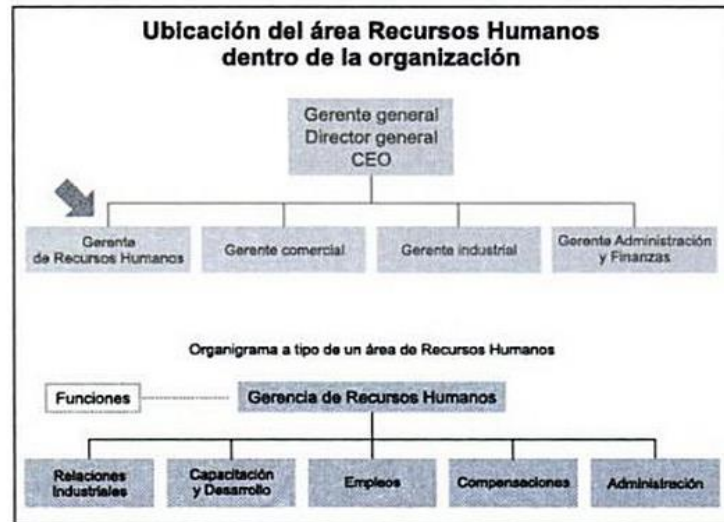 Ubicación del área Recursos Humanos
dentro de la organización
Gerente general
Director general
CEO
Gerente
de Recursos Humanos
Gerente comercial
Gerente industrial
Gerente Administración
y Finanzas
Organigrama a tipo de un área de Recursos Humanos
Funciones
Gerencia de Recursos Humanos
Relaciones
Industriales
Capacitación
y Desarrollo
Empleos
Compensaciones
Administración